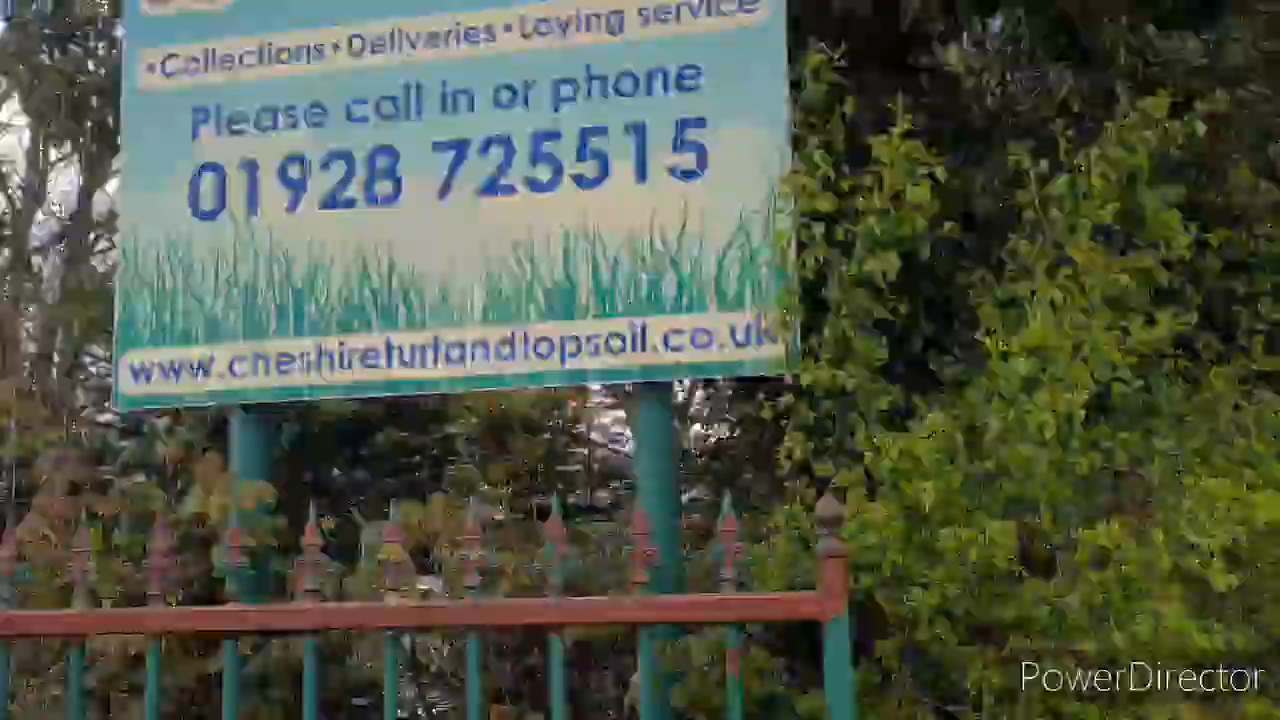 •Collections•Deliveries•Laying service
Please call in or phone
01928 725515
www.cheshireturfandtopsoil.co.uk
PowerDirector